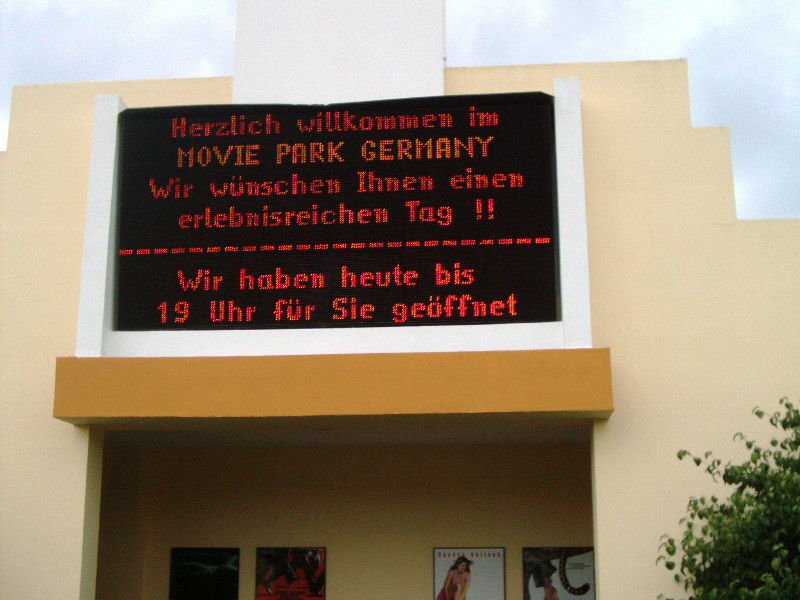 Herzlich willkommen im
MOVIE PARK GERMANY
Wir wünschen Ihnen einen
erlebnisreichen Tag !!
Wir haben heute bis
19 Uhr für Sie geöffnet